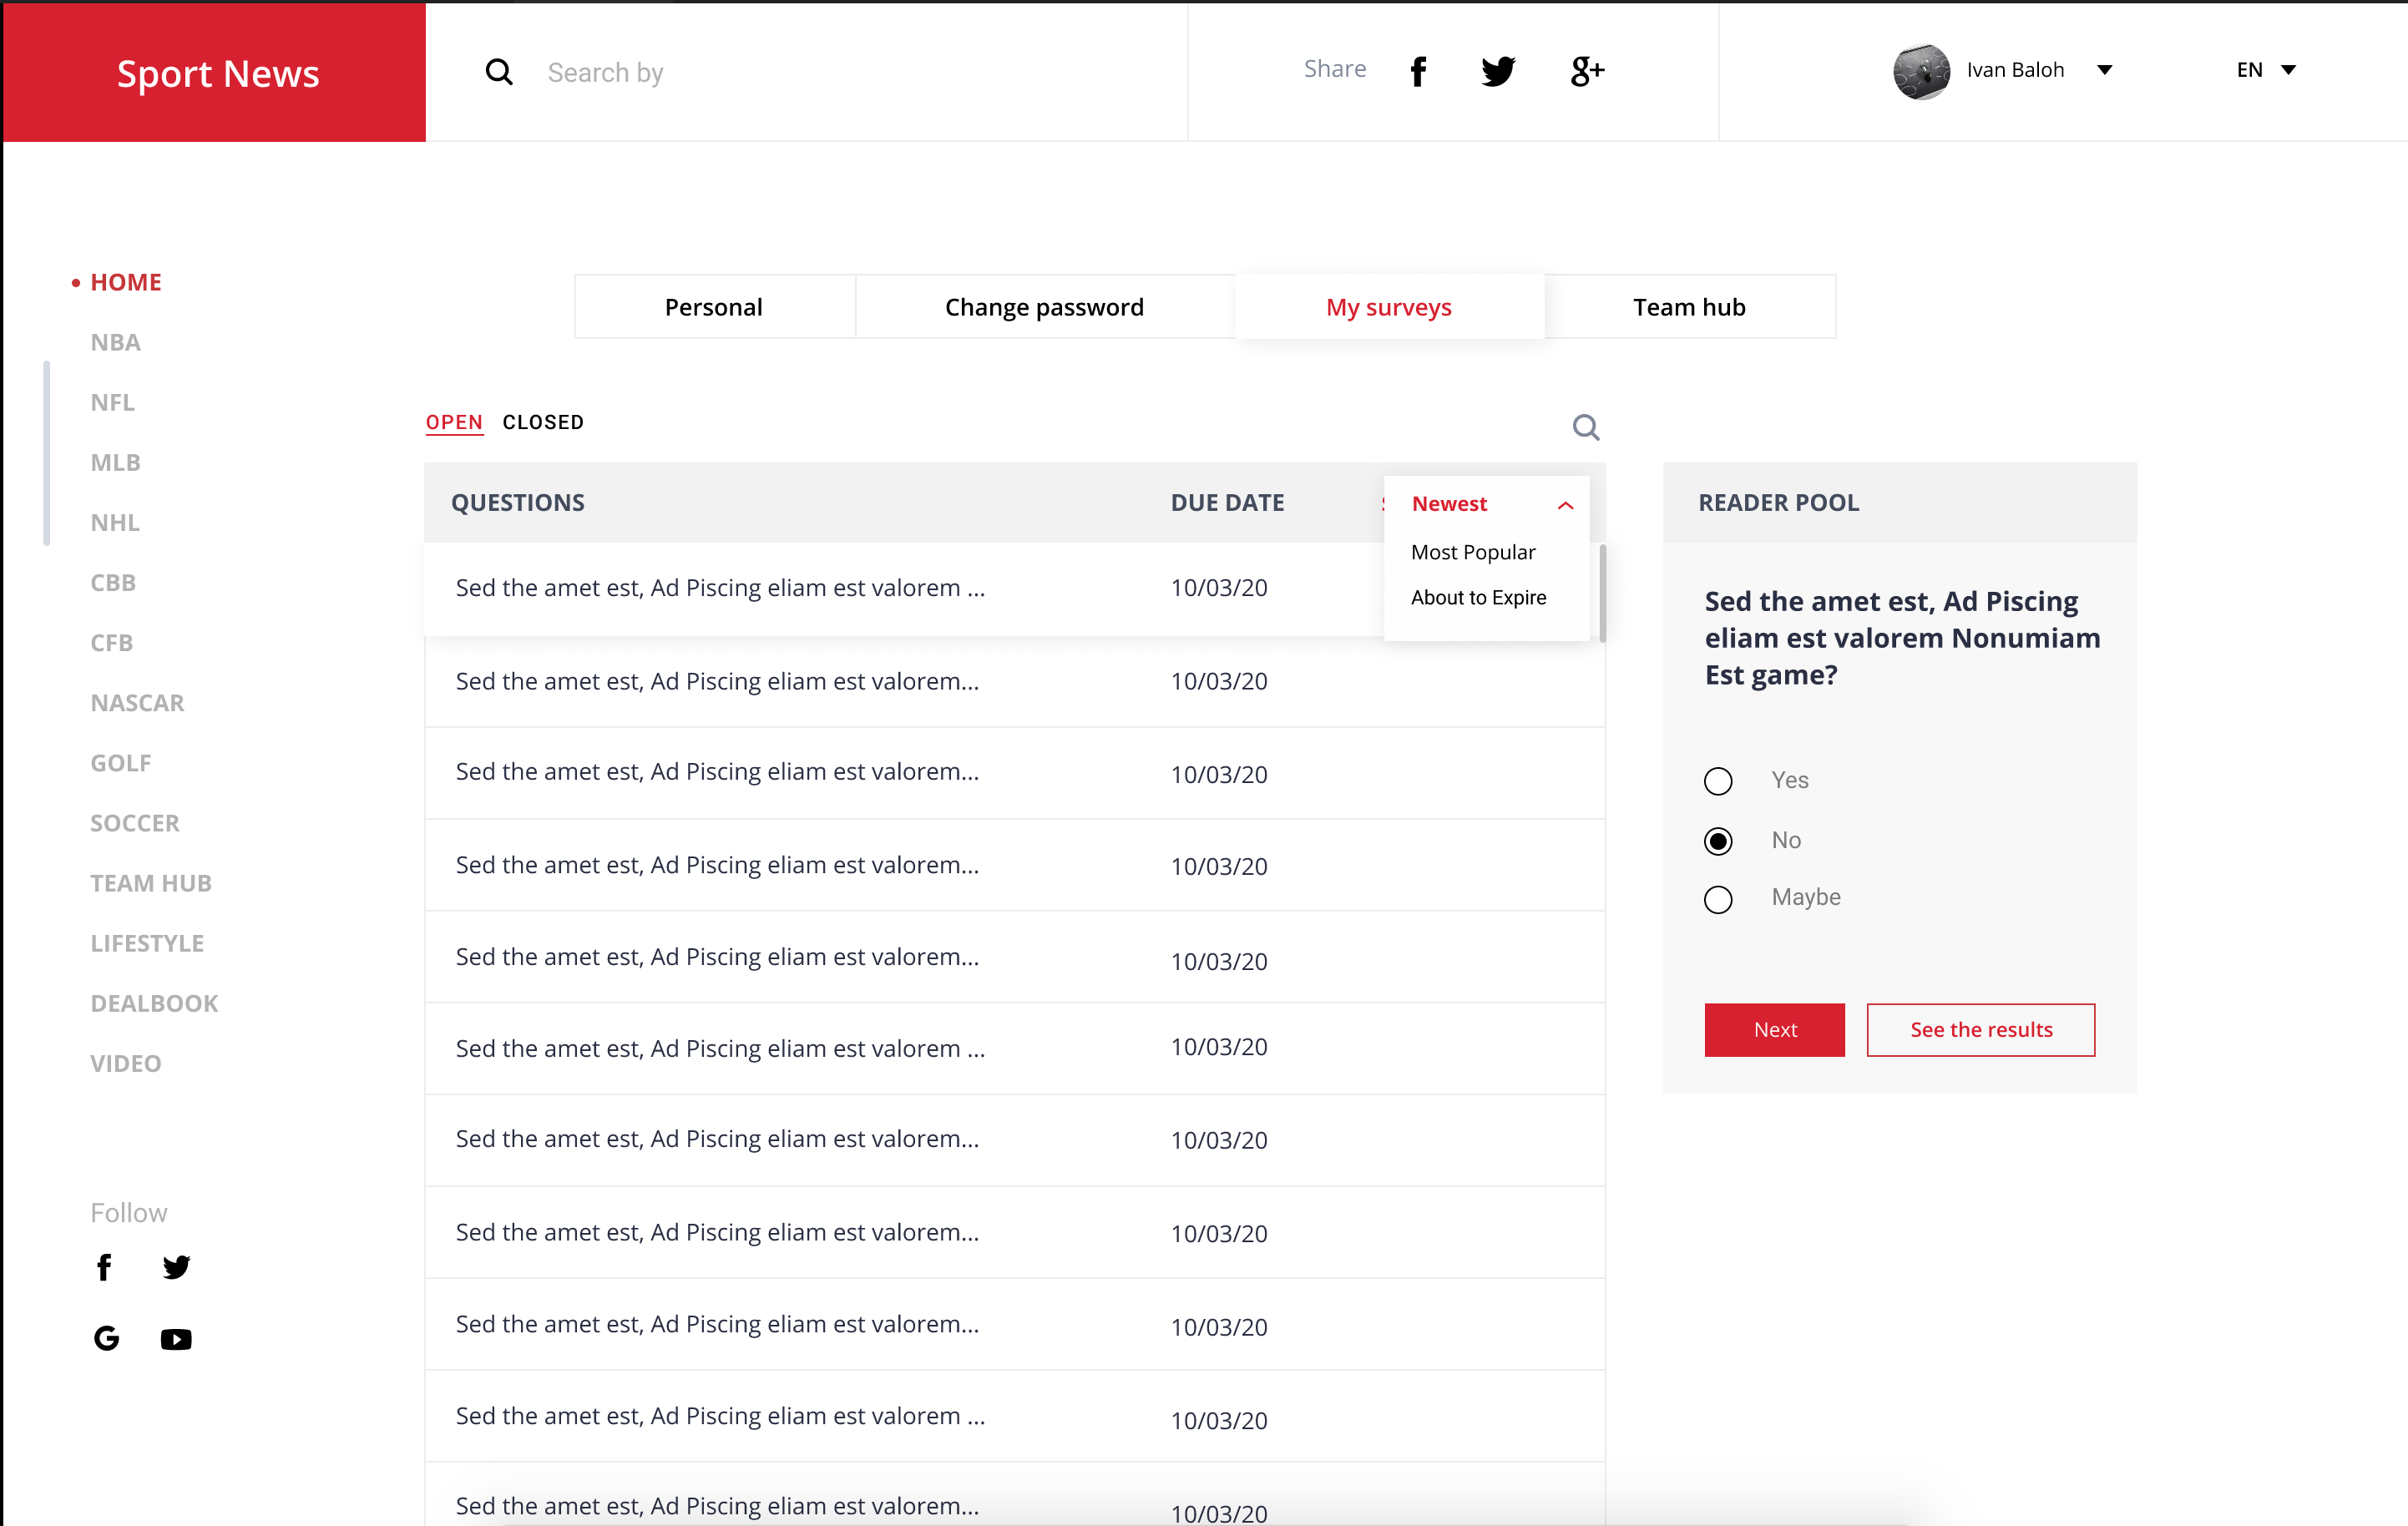 Sport News
Search by
Share
Ivan Baloh
EN
HOME
NBA
NFL
MLB
NHL
CBB
CFB
NASCAR
GOLF
SOCCER
TEAM HUB
LIFESTYLE
DEALBOOK
VIDEO
Follow
Personal
Change password
My surveys
Team hub
OPEN CLOSED
QUESTIONS DUE DATE
Newest
Most Popular
About to Expire
Sed the amet est, Ad Piscing eliam est valorem ... 10/03/20
Sed the amet est, Ad Piscing eliam est valorem... 10/03/20
Sed the amet est, Ad Piscing eliam est valorem... 10/03/20
Sed the amet est, Ad Piscing eliam est valorem... 10/03/20
Sed the amet est, Ad Piscing eliam est valorem... 10/03/20
Sed the amet est, Ad Piscing eliam est valorem ... 10/03/20
Sed the amet est, Ad Piscing eliam est valorem... 10/03/20
Sed the amet est, Ad Piscing eliam est valorem... 10/03/20
Sed the amet est, Ad Piscing eliam est valorem... 10/03/20
Sed the amet est, Ad Piscing eliam est valorem ... 10/03/20
Sed the amet est, Ad Piscing eliam est valorem... 10/03/20
READER POOL
Sed the amet est, Ad Piscing
eliam est valorem Nonumiam
Est game?
Yes
No
Maybe
Next
See the results